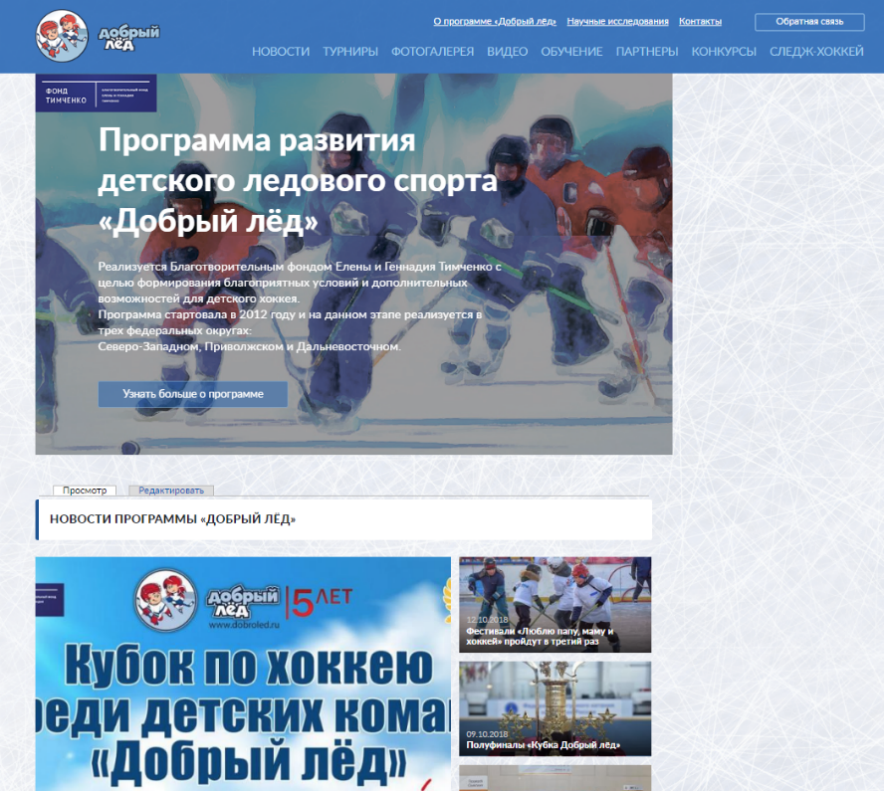 добрый
лёд
О программе «Добрый лёд» Научные исследования Контакты Обратная связь
НОВОСТИ ТУРНИРЫ ФОТОГАЛЕРЕЯ ВИДЕО ОБУЧЕНИЕ ПАРТНЕРЫ КОНКУРСЫ СЛЕДЖ-ХОККЕЙ
ФОНД
ТИМЧЕНКО
Программа развития
детского ледового спорта
«Добрый лёд»
Реализуется Благотворительным фондом Елены и Геннадия Тимченко с
целью формирования благоприятных условий и дополнительных
возможностей для детского хоккея.
Программа стартовала в 2012 году и на данном этапе реализуется в
трех федеральных округах:
Северо-Западном, Приволжском и Дальневосточном.
Узнать больше о программе
Просмотр Редактировать
НОВОСТИ ПРОГРАММЫ «ДОБРЫЙ ЛЁД»
добрый
лёд
5 ЛЕТ
www.dobroled.ru
Кубок по хоккею
реди детских кома
«Добрый лёд»
12.10.2018
Фестивали «Люблю папу, маму и
хоккей» пройдут в третий раз
09.10.2018
Полуфиналы «Кубка Добрый лёд»